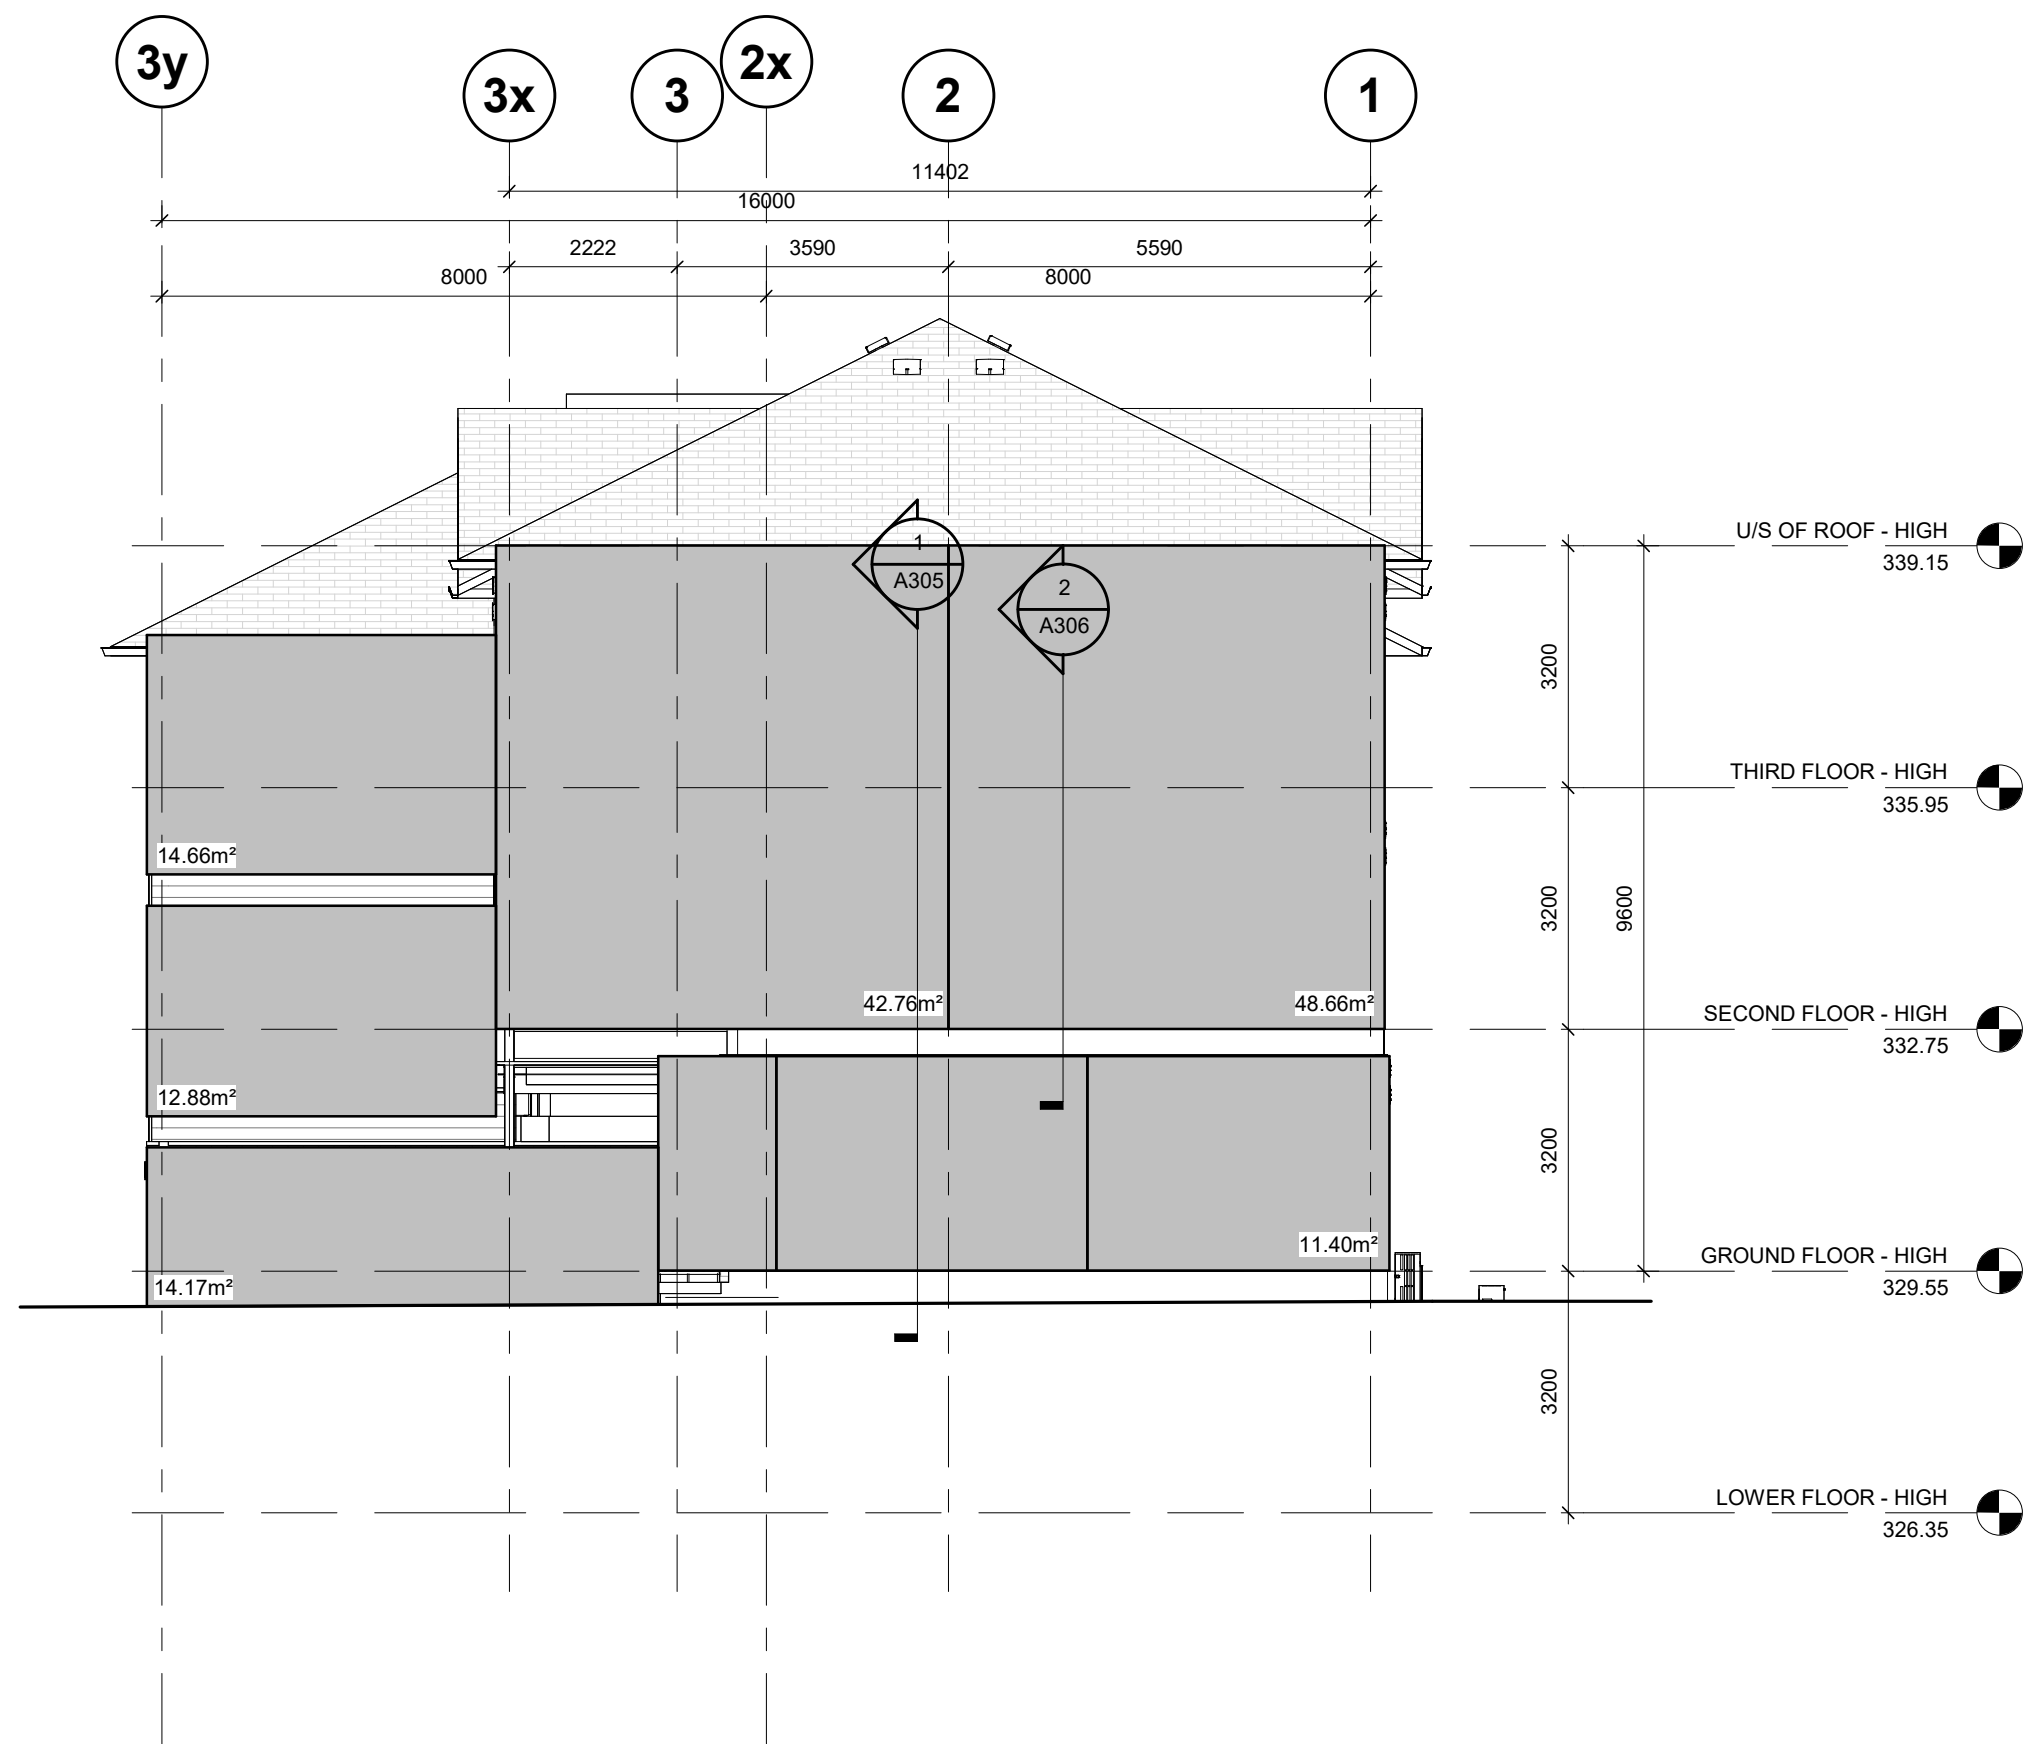 3y
3x
3
2x
2
1
11402
16000
2222
3590
5590
8000
8000
1
A305
2
A306
U/S OF ROOF - HIGH
339.15
3200
THIRD FLOOR - HIGH
335.95
14.66m²
3200
9600
42.76m²
48.66m²
SECOND FLOOR - HIGH
332.75
12.88m²
3200
11.40m²
GROUND FLOOR - HIGH
329.55
14.17m²
3200
LOWER FLOOR - HIGH
326.35